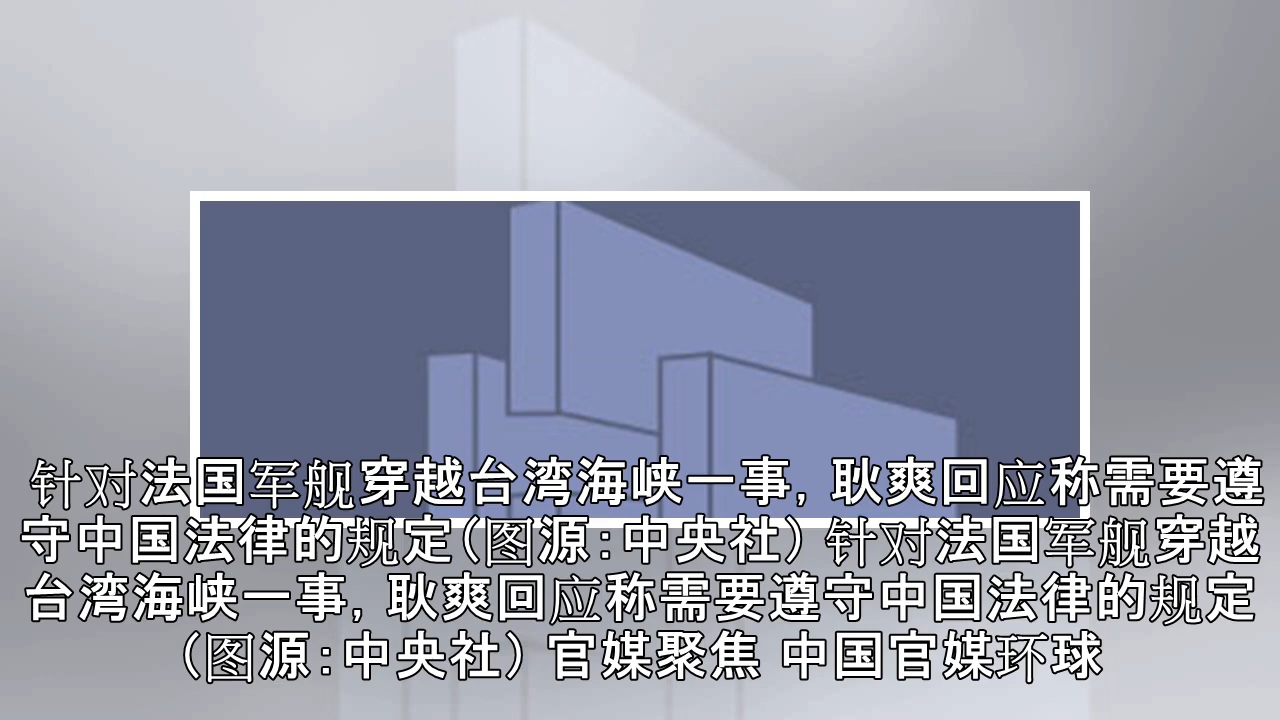 针对法国军舰穿越台湾海峡一事，耿爽回应称需要遵
守中国法律的规定（图源：中央社）针对法国军舰穿越
台湾海峡一事，耿爽回应称需要遵守中国法律的规定
（图源：中央社）官媒聚焦 中国官媒环球